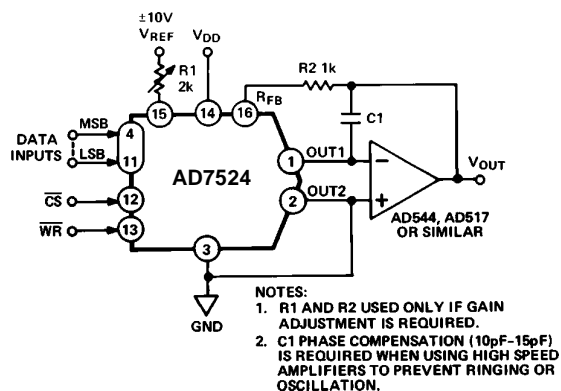 ±10V
VREF
VDD
R1
2k
R2 1k
RFB
C1
15
14
16
DATA
INPUTS
MSB
LSB
4
11
AD7524
1
OUT1
2
OUT2
−
+
VOUT
AD544, AD517
OR SIMILAR
CS
12
WR
13
3
GND
NOTES:
1. R1 AND R2 USED ONLY IF GAIN
ADJUSTMENT IS REQUIRED.
2. C1 PHASE COMPENSATION (10pF–15pF)
IS REQUIRED WHEN USING HIGH SPEED
AMPLIFIERS TO PREVENT RINGING OR
OSCILLATION.